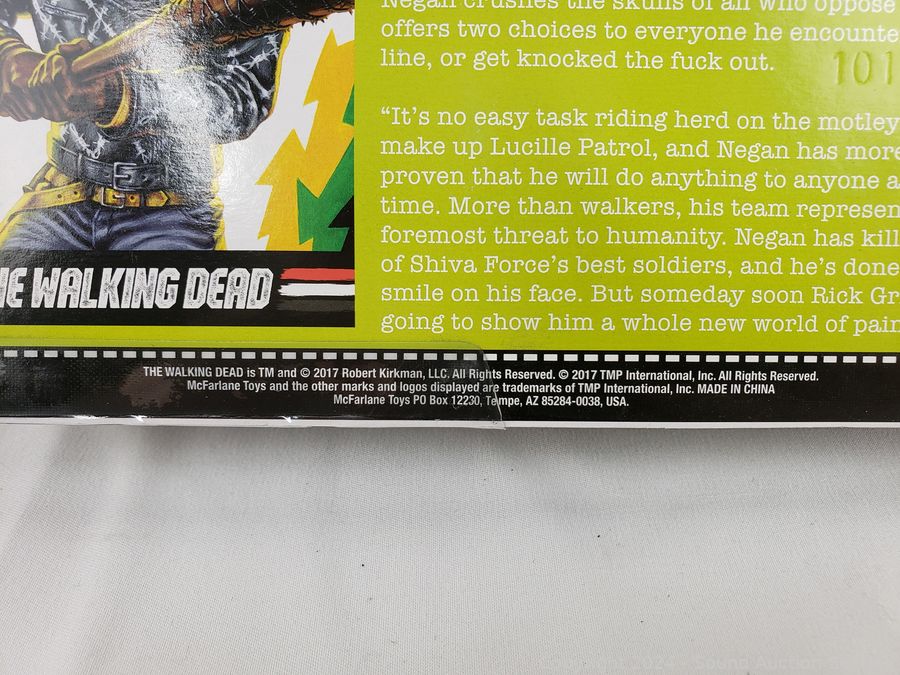 Negan crushes the skulls of all who oppose
offers two choices to everyone he
line, or get knocked the fuck out.
101
“It’s no easy task riding herd on the motley
make up Lucille Patrol, and Negan has more
proven that he will do anything to anyone
time. More than walkers, his team
foremost threat to humanity. Negan has
of Shiva Force’s best soldiers, and he’s done
smile on his face. But someday soon Rick
going to show him a whole new world of
THE WALKING DEAD
THE WALKING DEAD is TM and © 2017 Robert Kirkman, LLC. All Rights Reserved. © 2017 TMP International, Inc. All Rights Reserved.
McFarlane Toys and the other marks and logos displayed are trademarks of TMP International, Inc. MADE IN CHINA
McFarlane Toys PO Box 12230, Tempe, AZ 85284-0038, USA.
Copyright 2024 - Sound Auction S